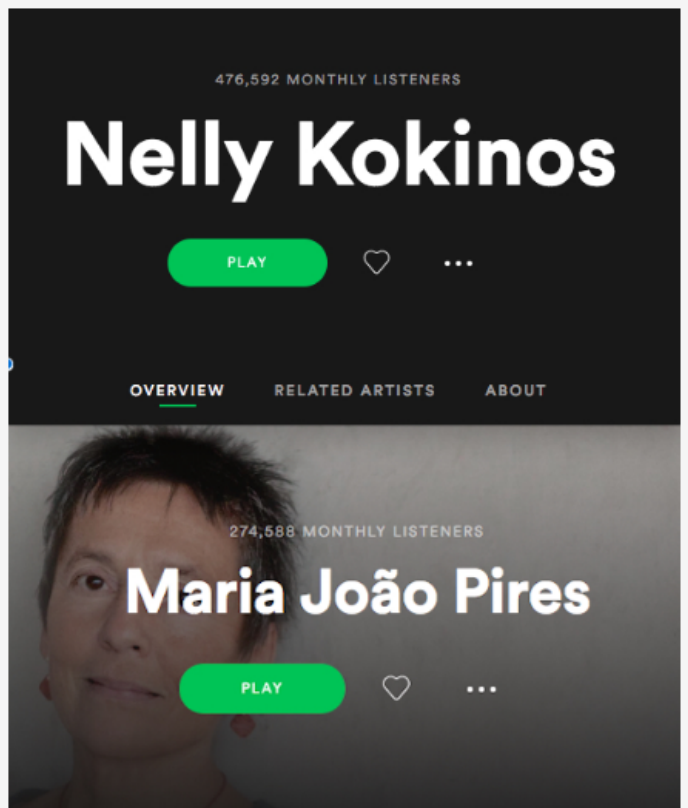 476,592 MONTHLY LISTENERS
Nelly Kokinos
PLAY
OVERVIEW RELATED ARTISTS ABOUT
274,588 MONTHLY LISTENERS
Maria João Pires
PLAY